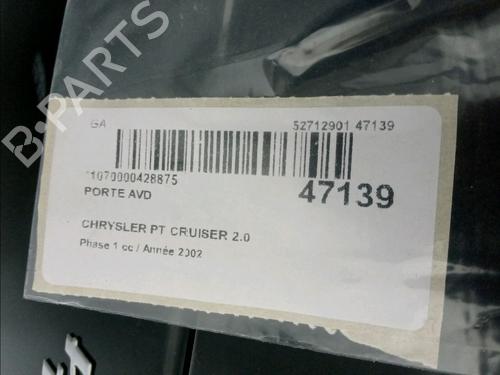 B-PARTS
GA
52712901 47139
*1070000428875
47139
PORTE AVD
CHRYSLER PT CRUISER 2.0
Phase 1 cc / Année 2002